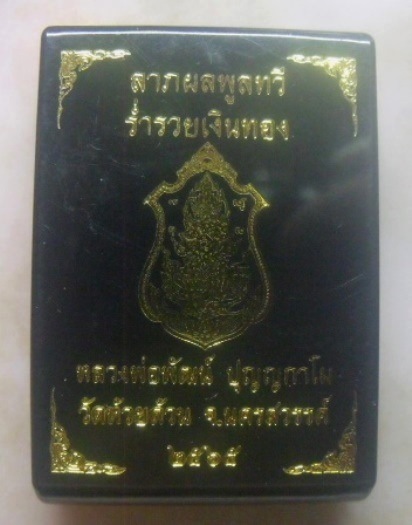 ลาภผลพูลทวี
ร่ำรวยเงินทอง
หลวงพ่อพัฒน์ ปุญญกาโม
วัดห้วยด้วน จ.นครสวรรค์
๒๕๖๕